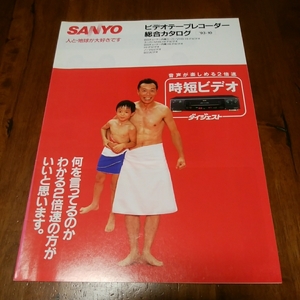 SANYO
人と・地球が大好きです
ビデオテープレコーダー
総合カタログ
音声が楽しめる2倍速
時短ビデオ
ダイジェスト
何を言ってるのか
わかる2倍速の方が
いいと思います。